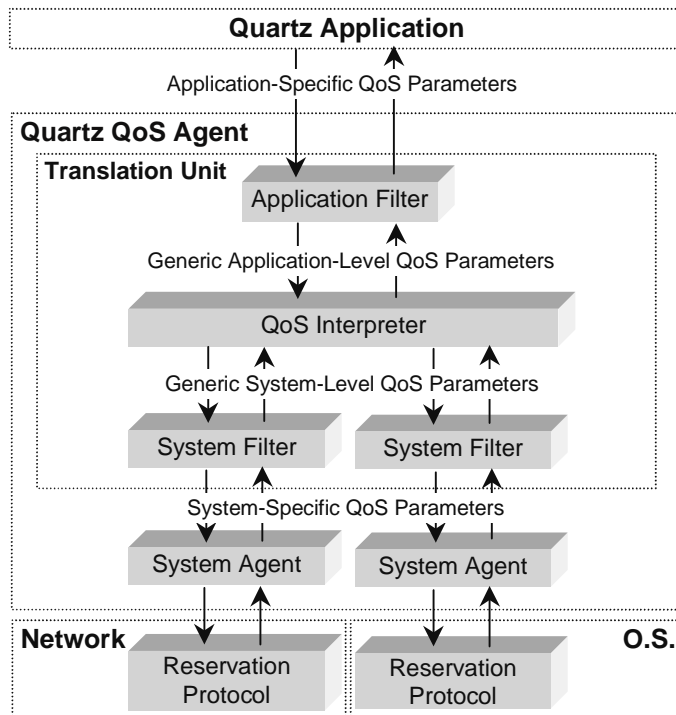 Quartz Application
Application-Specific QoS Parameters
Quartz QoS Agent
Translation Unit
Application Filter
Generic Application-Level QoS Parameters
QoS Interpreter
Generic System-Level QoS Parameters
System Filter
System Filter
System-Specific QoS Parameters
System Agent
System Agent
Network
O.S.
Reservation
Protocol
Reservation
Protocol